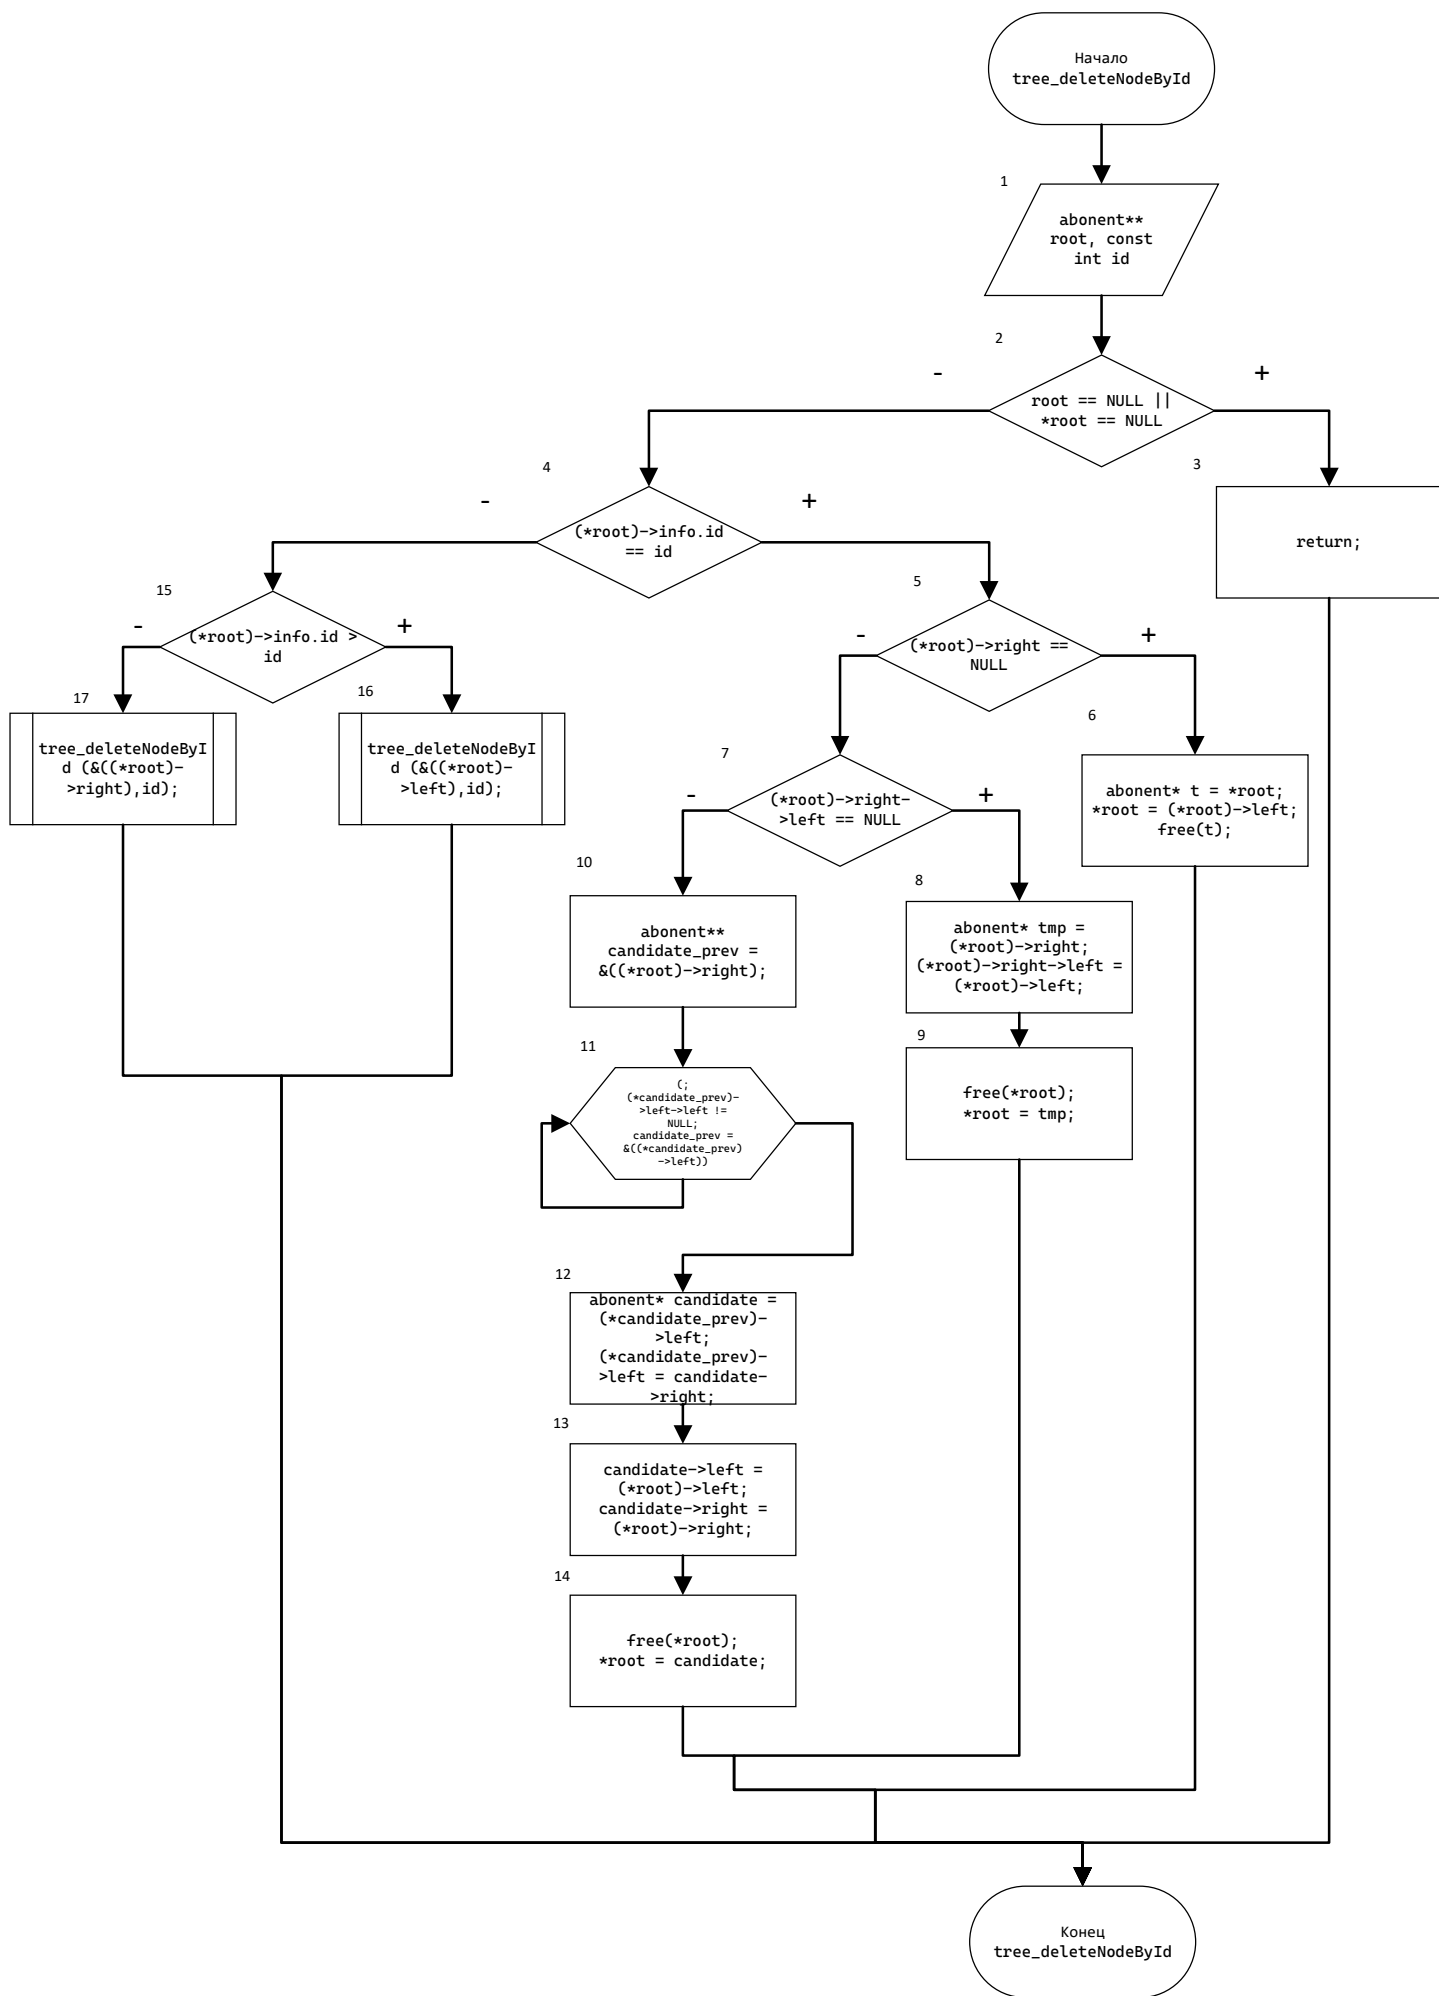 Начало
tree_deleteNodeById
1
abonent**
root, const
int id
2
-
+
root == NULL ||
*root == NULL
3
return;
4
-
+
(*root)->info.id
== id
15
-
+
(*root)->info.id >
id
5
-
+
(*root)->right ==
NULL
17
tree_deleteNodeByI
d (&((*root)-
>right),id);
16
tree_deleteNodeByI
d (&((*root)-
>left),id);
6
abonent* t = *root;
*root = (*root)->left;
free(t);
7
-
+
(*root)->right-
>left == NULL
10
abonent**
candidate_prev =
&((*root)->right);
8
abonent* tmp =
(*root)->right;
(*root)->right->left =
(*root)->left;
9
free(*root);
*root = tmp;
11
(;
(*candidate_prev)-
>left->left !=
NULL;
candidate_prev =
&((*candidate_prev)
->left))
12
abonent* candidate =
(*candidate_prev)-
>left;
(*candidate_prev)-
>left = candidate-
>right;
13
candidate->left =
(*root)->left;
candidate->right =
(*root)->right;
14
free(*root);
*root = candidate;
Конец
tree_deleteNodeById